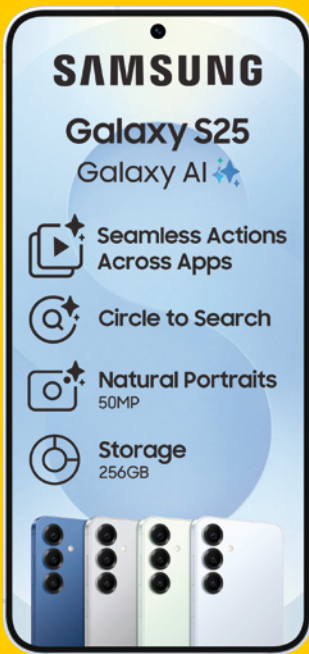 SAMSUNG
Galaxy S25
Galaxy AI
Seamless Actions
Across Apps
Circle to Search
Natural Portraits
50MP
Storage
256GB